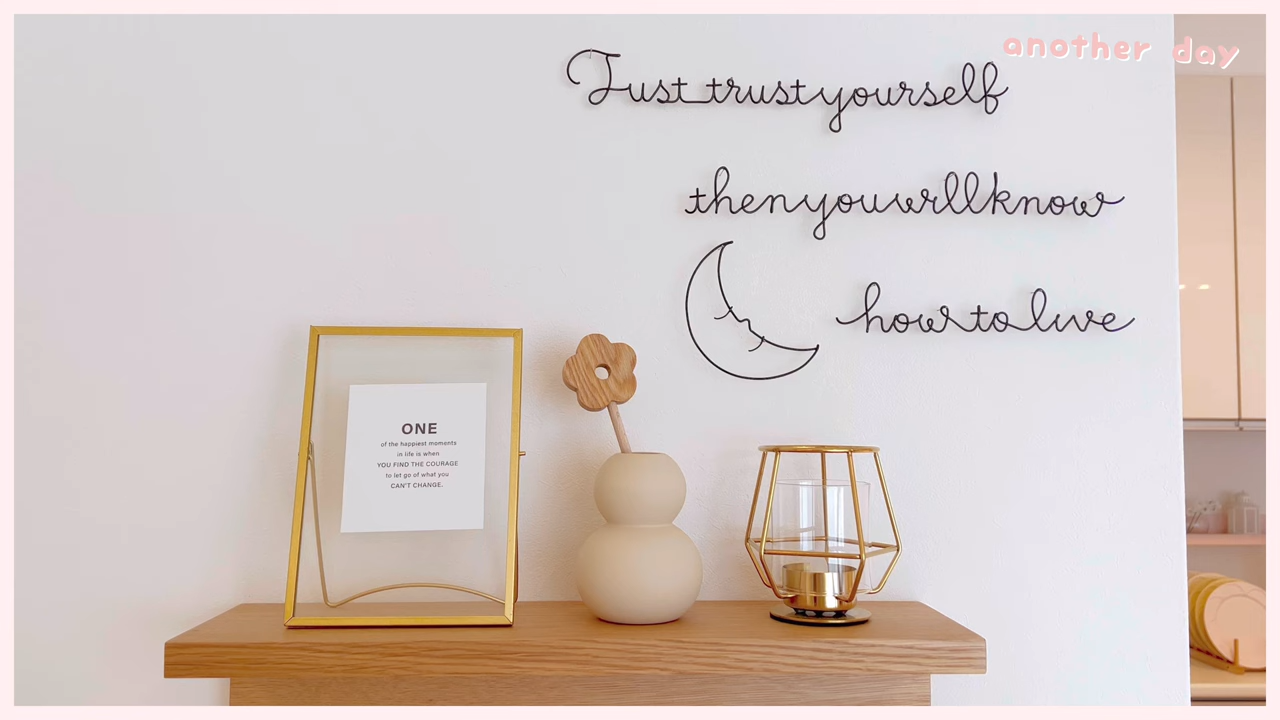 another day
Just trust yourself
then you will know
how to live
ONE
of the happiest moments
in life is when
YOU FIND THE COURAGE
to let go of what you
CAN'T CHANGE.